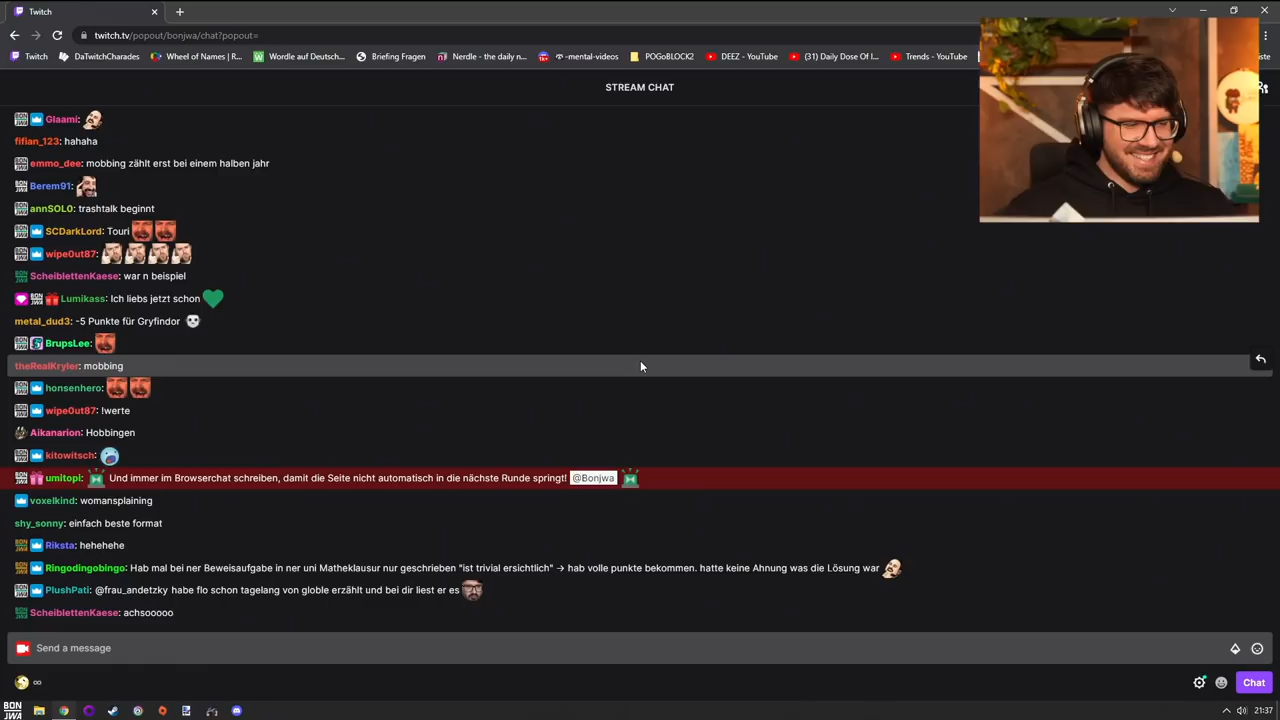 Twitch
twitch.tv/popout/bonjwa/chat?popout=
Twitch
DaTwitchCharades
Wheel of Names | R...
Wordle auf Deutsch...
Briefing Fragen
Nerdle - the daily n...
-mental-videos
POGoBLOCK2
DEEZ - YouTube
(31) Daily Dose Of I...
Trends - YouTube
STREAM CHAT
Glaami:
fifian_123: hahaha
emmo_dee: mobbing zählt erst bei einem halben jahr
Berem91:
annSOL0: trashtalk beginnt
SCDarkLord: Touri
wipe0ut87:
ScheiblettenKaese: war n beispiel
Lumikass: Ich liebs jetzt schon
metal_dud3: -5 Punkte für Gryfindor
BrupsLee:
theRealKryler: mobbing
honsenhero:
wipe0ut87: !werte
Aikanarion: Hobbingen
kitowitsch:
umitopi: Und immer im Browserchat schreiben, damit die Seite nicht automatisch in die nächste Runde springt! @Bonjwa
voxelkind: womansplaining
shy_sonny: einfach beste format
Riksta: hehehehe
Ringodingobingo: Hab mal bei ner Beweisaufgabe in ner uni Matheklausur nur geschrieben "ist trivial ersichtlich" -> hab volle punkte bekommen. hatte keine Ahnung was die Lösung war
PlushPati: @frau_andetzky habe flo schon tagelang von globle erzählt und bei dir liest er es
ScheiblettenKaese: achsooooo
Send a message
∞
Chat
BON
JWA
21:37